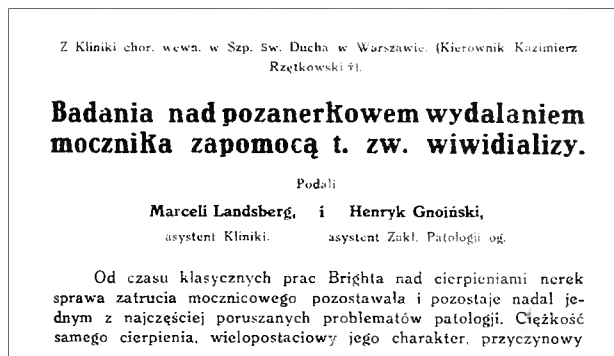 Z Kliniki chor. wewn. w Szp. Św. Ducha w Warszawie. (Kierownik Kazimierz
Rzętkowski †).
Badania nad pozanerkowem wydalaniem
mocznika zapomocą t. zw. wiwidializy.
Podali
Marceli Landsberg, i Henryk Gnoiński,
asystent Kliniki. asystent Zakł. Patologii og.
Od czasu klasycznych prac Brighta nad cierpieniami nerek
sprawa zatrucia mocznicowego pozostawała i pozostaje nadal je-
dnym z najczęściej poruszanych problematów patologji. Ciężkość
samego cierpienia, wielopostaciowy jego charakter, przyczynowy